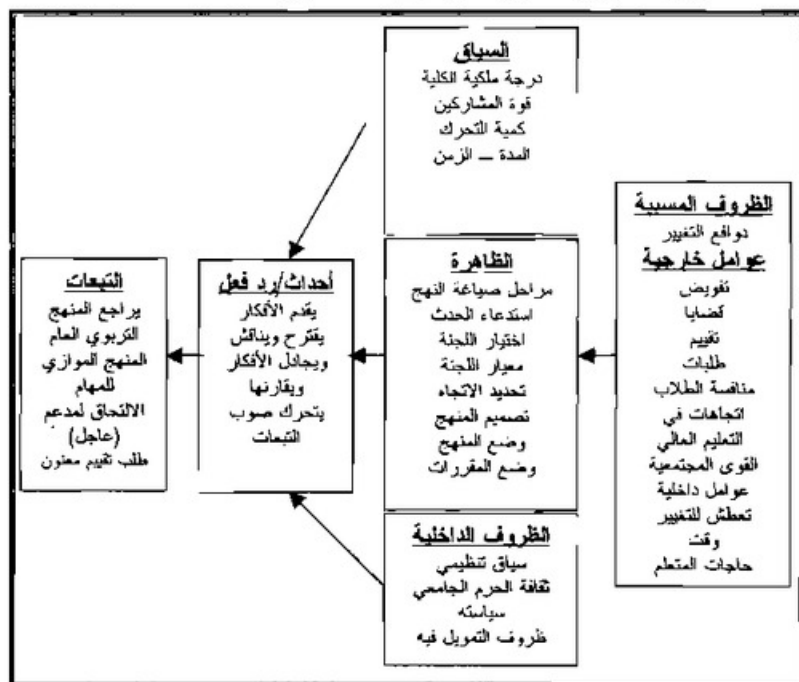 السياق
درجة ملكية الكلية
قوة المشاركين
كمية التحرك
المدة – الزمن
الظروف المسببة
دوافع التغيير
عوامل خارجية
تفويض
قضايا
تقييم
طلبات
منافسة الطلاب
اتجاهات في
التعليم العالي
القوى المجتمعية
عوامل داخلية
تعطش للتغيير
وقت
حاجات المتعلم
الظاهرة
مراحل صياغة النهج
استدعاء الحدث
اختيار اللجنة
معيار اللجنة
تحديد الاتجاه
تصميم المنهج
وضع المنهج
وضع المقررات
أحداث/رد فعل
يقدم الأفكار
يقترح ويناقش
ويجادل الأفكار
ويقارنها
يتحرك صوب
التبعات
التبعات
يراجع المنهج
التربوي العام
المنهج الموازي
للمهام
الالتحاق لمدعم
(عاجل)
طلب تقييم معنون
الظروف الداخلية
سياق تنظيمي
ثقافة الحرم الجامعي
سياسته
ظروف التمويل فيه